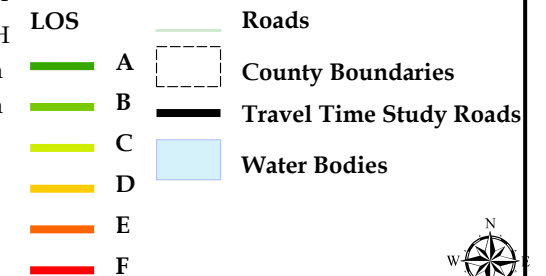 LOS
A
B
C
D
E
F
Roads
County Boundaries
Travel Time Study Roads
Water Bodies
N
W
E